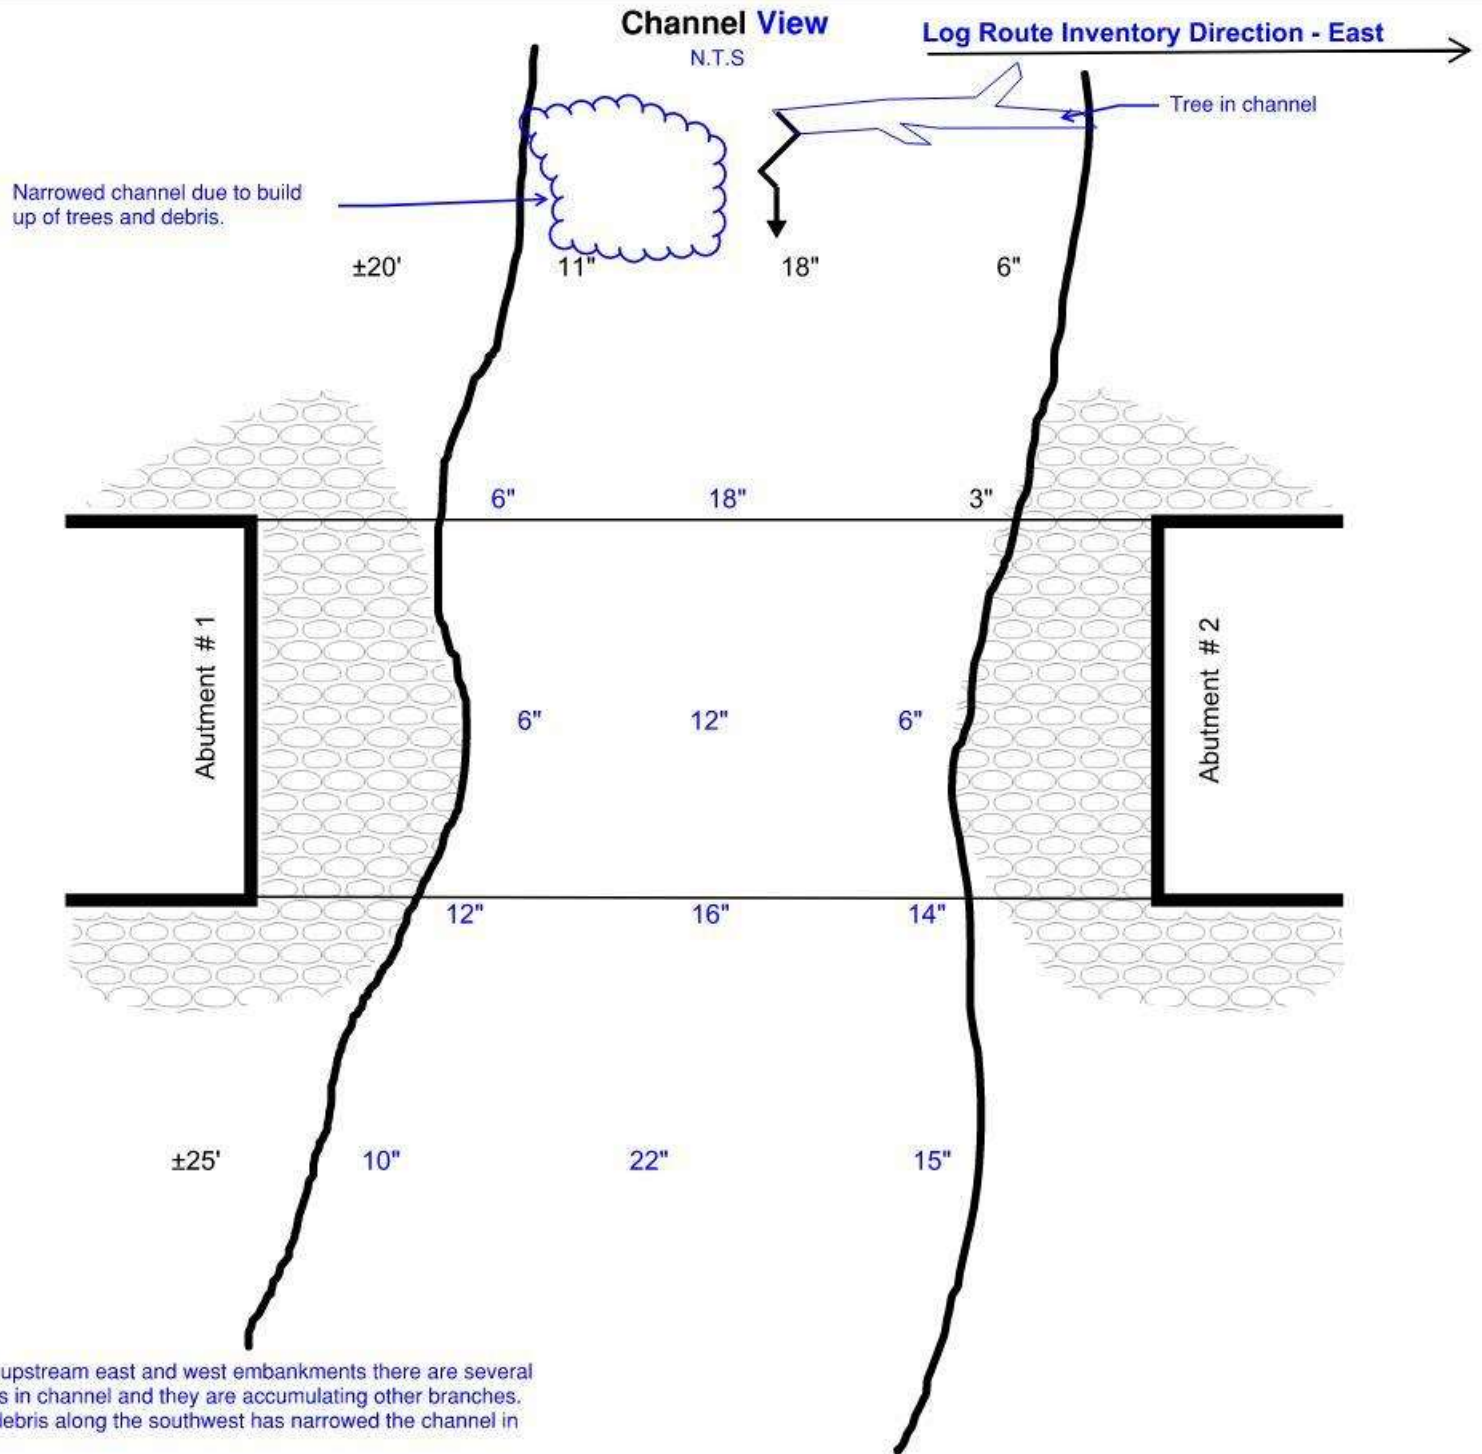 Channel View
N.T.S
Log Route Inventory Direction - East
Tree in channel
Narrowed channel due to build
up of trees and debris.
±20' 11" 18" 6"
6" 18" 3"
Abutment # 1
Abutment # 2
6" 12" 6"
12" 16" 14"
±25' 10" 22" 15"
upstream east and west embankments there are several
in channel and they are accumulating other branches.
debris along the southwest has narrowed the channel in